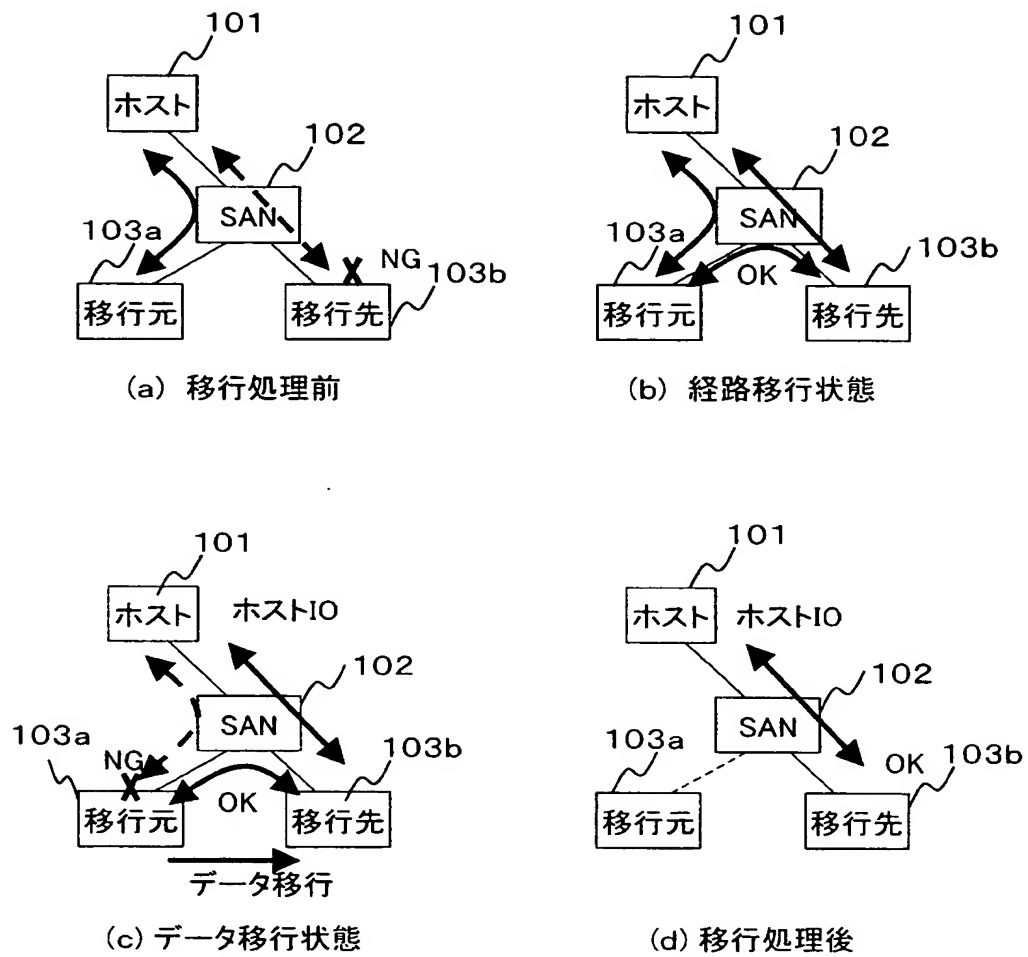 101
ホスト
102
SAN
103a
NG
103b
移行元
移行先
(a) 移行処理前
101
ホスト
102
SAN
103a
OK
103b
移行元
移行先
(b) 経路移行状態
101
ホスト
ホストIO
102
SAN
103a
NG
103b
OK
移行元
移行先
データ移行
(c) データ移行状態
101
ホスト
ホストIO
102
SAN
103a
OK
103b
移行元
移行先
(d) 移行処理後